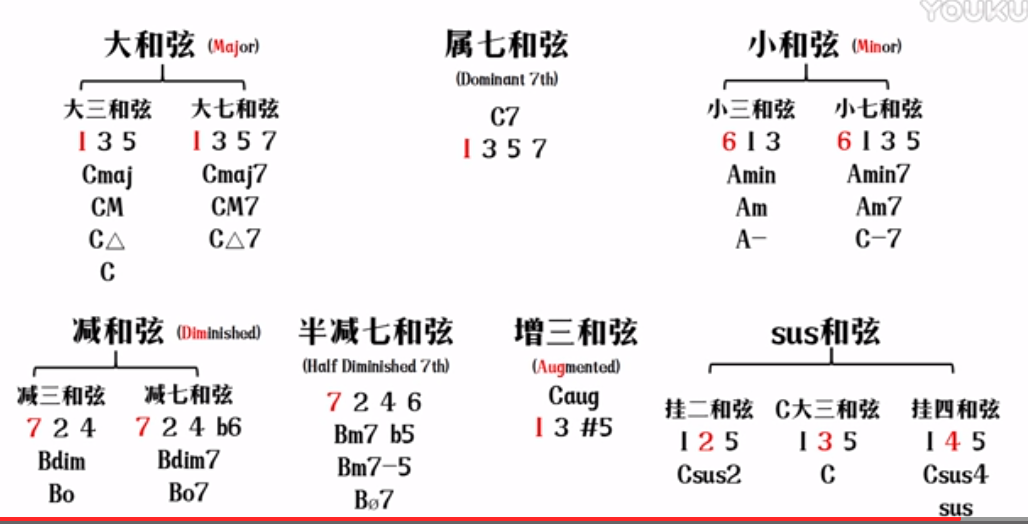 YOUKU
大和弦 (Major)
大三和弦 大七和弦
1 3 5 1 3 5 7
Cmaj Cmaj7
CM CM7
C△ C△7
C
属七和弦
(Dominant 7th)
C7
1 3 5 7
小和弦 (Minor)
小三和弦 小七和弦
6 1 3 6 1 3 5
Amin Amin7
Am Am7
A− C−7
减和弦 (Diminished)
减三和弦 减七和弦
7 2 4 7 2 4 b6
Bdim Bdim7
Bo Bo7
半减七和弦
(Half Diminished 7th)
7 2 4 6
Bm7 b5
Bm7−5
Bø7
增三和弦
(Augmented)
Caug
1 3 #5
sus和弦
挂二和弦 C大三和弦 挂四和弦
1 2 5 1 3 5 1 4 5
Csus2 C Csus4
sus